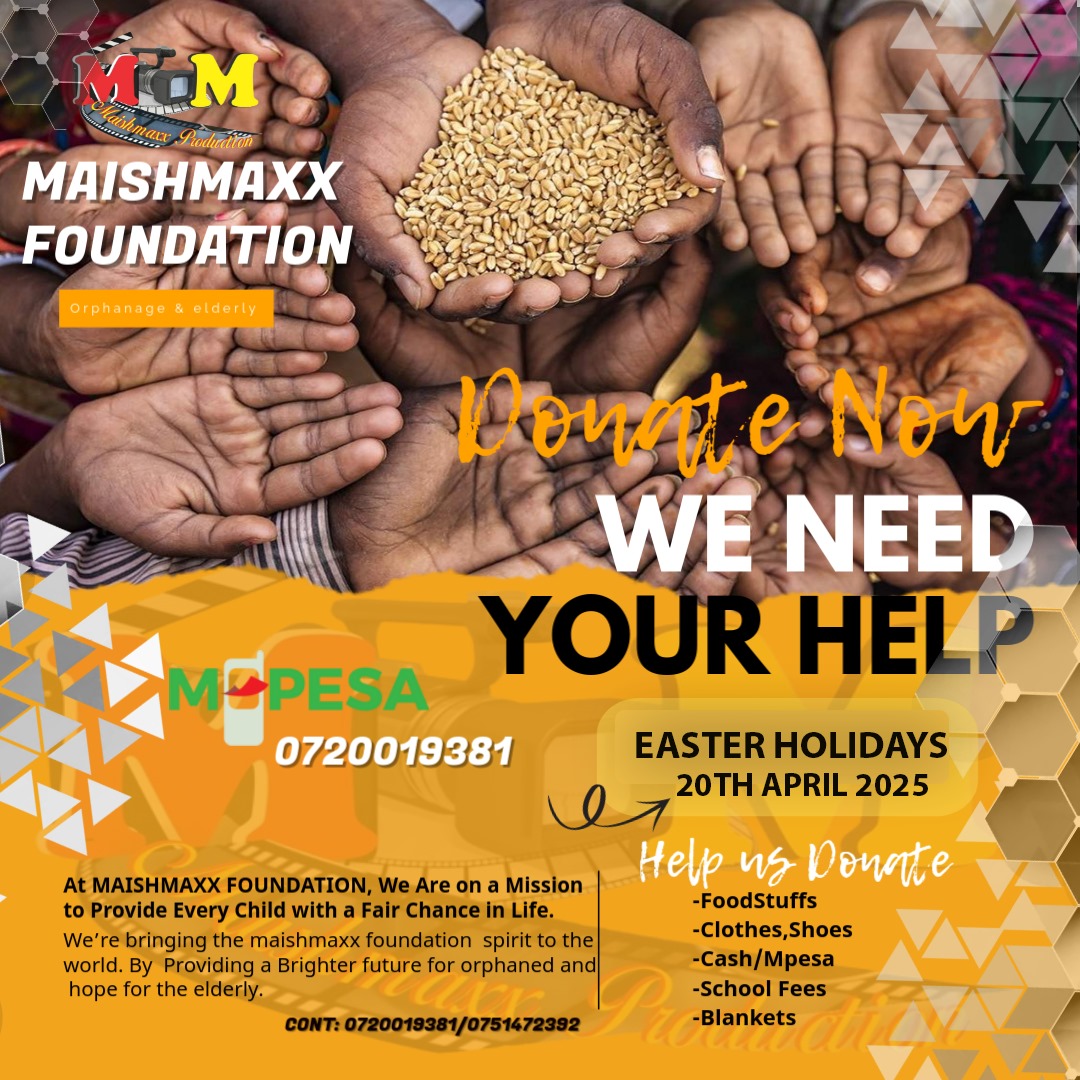 M M
Maishmaxx Production
MAISHMAXX
FOUNDATION
Orphanage & elderly
Donate Now
WE NEED
YOUR HELP
M-PESA
0720019381
EASTER HOLIDAYS
20TH APRIL 2025
Help us Donate
-FoodStuffs
-Clothes,Shoes
-Cash/Mpesa
-School Fees
-Blankets
At MAISHMAXX FOUNDATION, We Are on a Mission
to Provide Every Child with a Fair Chance in Life.
We’re bringing the maishmaxx foundation spirit to the
world. By Providing a Brighter future for orphaned and
hope for the elderly.
CONT: 0720019381/0751472392
Maishmaxx Production